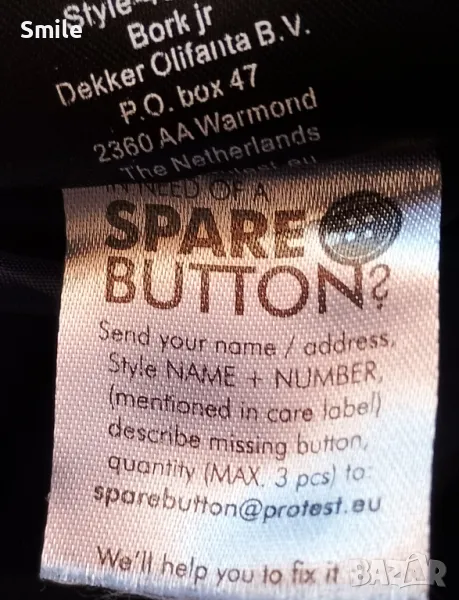 Smile
Style
Bork jr
Dekker Olifanta B.V.
P.O. box 47
2360 AA Warmond
The Netherlands
IN NEED OF A
SPARE
BUTTON?
Send your name / address,
Style NAME + NUMBER,
(mentioned in care label)
describe missing button,
quantity (MAX. 3 pcs) to:
sparebutton@protest.eu
We'll help you to fix it
BAZAR